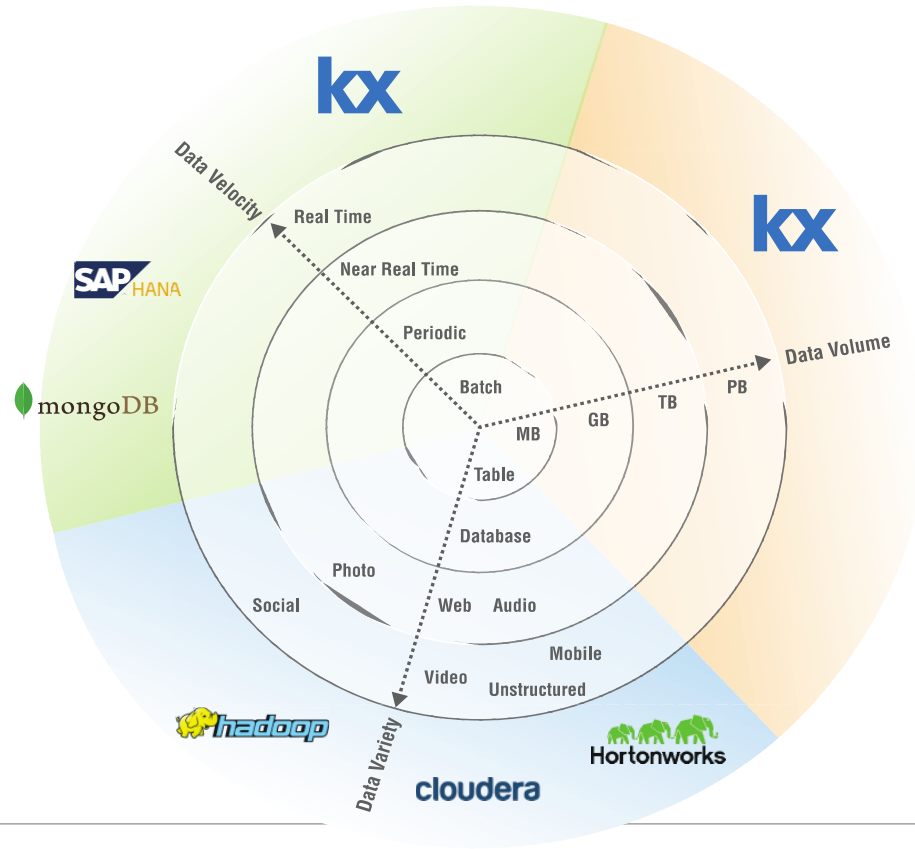 kx
kx
Data Velocity
Real Time
SAP HANA
Near Real Time
Periodic
Data Volume
Batch
PB
TB
mongoDB
GB
MB
Table
Database
Photo
Social
Web Audio
Mobile
Video
Unstructured
hadoop
Data Variety
Hortonworks
cloudera